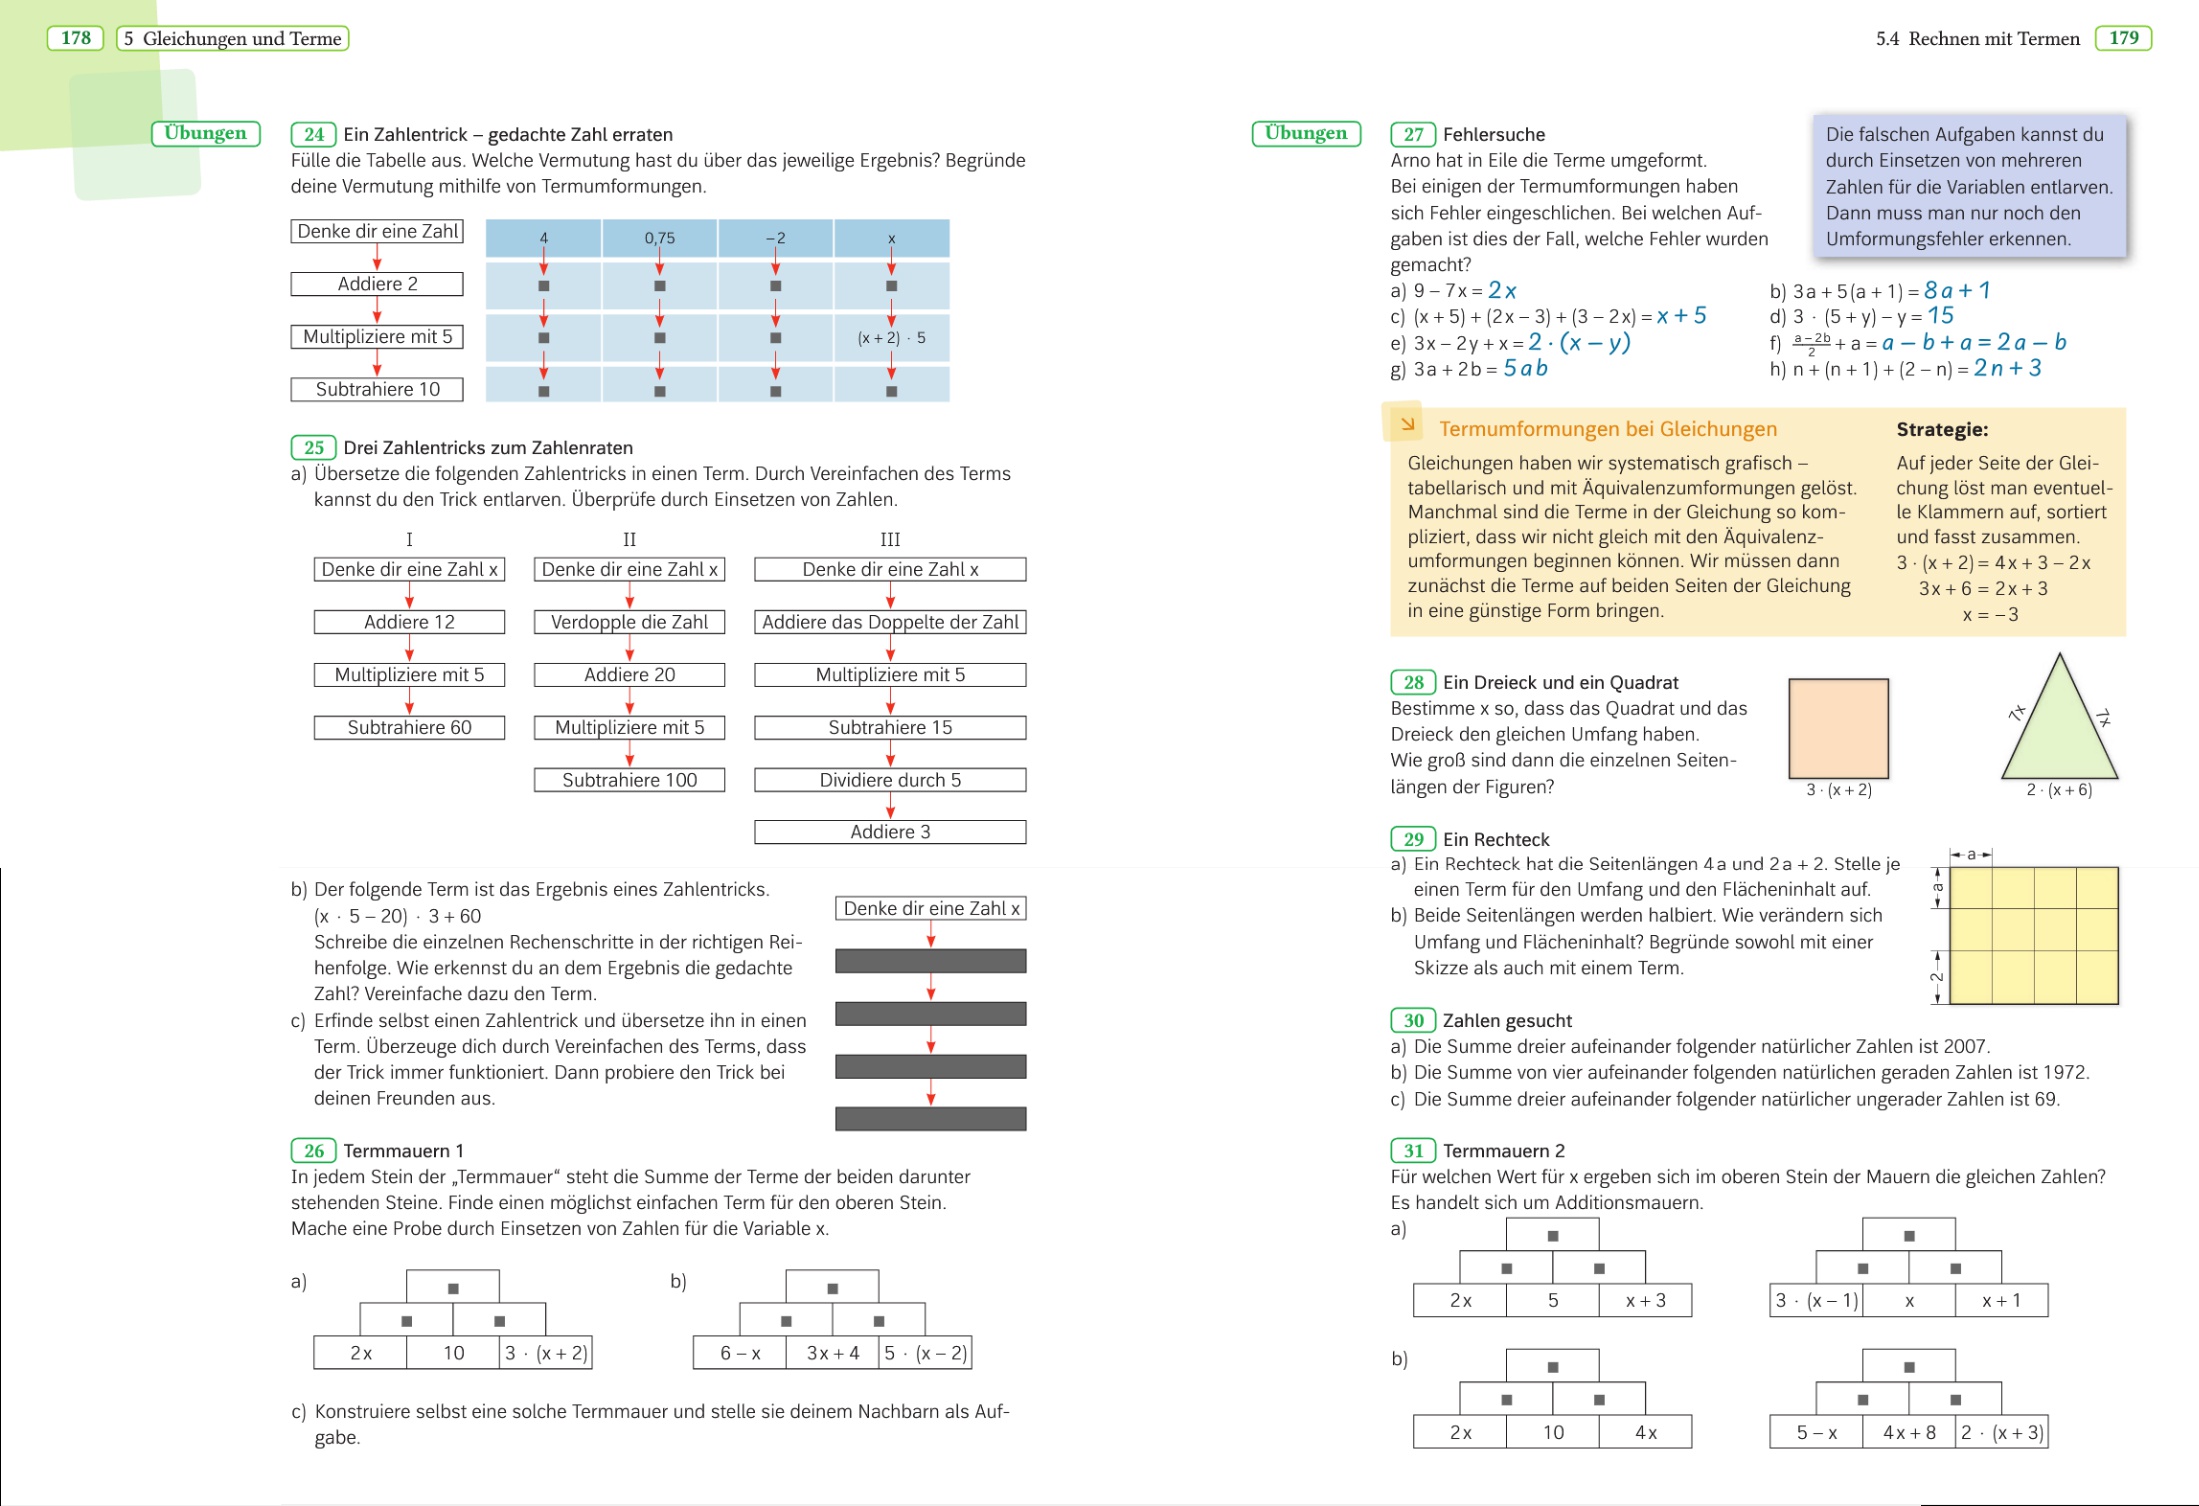 178 5 Gleichungen und Terme
Übungen
24 Ein Zahlentrick – gedachte Zahl erraten
Fülle die Tabelle aus. Welche Vermutung hast du über das jeweilige Ergebnis? Begründe
deine Vermutung mithilfe von Termumformungen.
Denke dir eine Zahl 4 0,75 –2 x
Addiere 2 ■ ■ ■ ■
Multipliziere mit 5 ■ ■ ■ (x + 2) · 5
Subtrahiere 10 ■ ■ ■ ■
25 Drei Zahlentricks zum Zahlenraten
a) Übersetze die folgenden Zahlentricks in einen Term. Durch Vereinfachen des Terms
kannst du den Trick entlarven. Überprüfe durch Einsetzen von Zahlen.
I
Denke dir eine Zahl x
Addiere 12
Multipliziere mit 5
Subtrahiere 60
II
Denke dir eine Zahl x
Verdopple die Zahl
Addiere 20
Multipliziere mit 5
Subtrahiere 100
III
Denke dir eine Zahl x
Addiere das Doppelte der Zahl
Multipliziere mit 5
Subtrahiere 15
Dividiere durch 5
Addiere 3
b) Der folgende Term ist das Ergebnis eines Zahlentricks.
(x · 5 – 20) · 3 + 60
Schreibe die einzelnen Rechenschritte in der richtigen Rei-
henfolge. Wie erkennst du an dem Ergebnis die gedachte
Zahl? Vereinfache dazu den Term.
c) Erfinde selbst einen Zahlentrick und übersetze ihn in einen
Term. Überzeuge dich durch Vereinfachen des Terms, dass
der Trick immer funktioniert. Dann probiere den Trick bei
deinen Freunden aus.
Denke dir eine Zahl x
26 Termmauern 1
In jedem Stein der „Termmauer“ steht die Summe der Terme der beiden darunter
stehenden Steine. Finde einen möglichst einfachen Term für den oberen Stein.
Mache eine Probe durch Einsetzen von Zahlen für die Variable x.
a)
■
■ ■
2x 10 3 · (x + 2)
b)
■
■ ■
6 – x 3x + 4 5 · (x – 2)
c) Konstruiere selbst eine solche Termmauer und stelle sie deinem Nachbarn als Auf-
gabe.
5.4 Rechnen mit Termen 179
Übungen
27 Fehlersuche
Arno hat in Eile die Terme umgeformt.
Bei einigen der Termumformungen haben
sich Fehler eingeschlichen. Bei welchen Auf-
gaben ist dies der Fall, welche Fehler wurden
gemacht?
Die falschen Aufgaben kannst du
durch Einsetzen von mehreren
Zahlen für die Variablen entlarven.
Dann muss man nur noch den
Umformungsfehler erkennen.
a) 9 – 7x = 2x
b) 3a + 5(a + 1) = 8a + 1
c) (x + 5) + (2x – 3) + (3 – 2x) = x + 5
d) 3 · (5 + y) – y = 15
e) 3x – 2y + x = 2 · (x – y)
f) (a – 2b)/2 + a = a – b + a = 2a – b
g) 3a + 2b = 5ab
h) n + (n + 1) + (2 – n) = 2n + 3
Termumformungen bei Gleichungen
Gleichungen haben wir systematisch grafisch –
tabellarisch und mit Äquivalenzumformungen gelöst.
Manchmal sind die Terme in der Gleichung so kom-
pliziert, dass wir nicht gleich mit den Äquivalenz-
umformungen beginnen können. Wir müssen dann
zunächst die Terme auf beiden Seiten der Gleichung
in eine günstige Form bringen.
Strategie:
Auf jeder Seite der Glei-
chung löst man eventuel-
le Klammern auf, sortiert
und fasst zusammen.
3 · (x + 2) = 4x + 3 – 2x
3x + 6 = 2x + 3
x = –3
28 Ein Dreieck und ein Quadrat
Bestimme x so, dass das Quadrat und das
Dreieck den gleichen Umfang haben.
Wie groß sind dann die einzelnen Seiten-
längen der Figuren?
3 · (x + 2)
7x
7x
2 · (x + 6)
29 Ein Rechteck
a) Ein Rechteck hat die Seitenlängen 4a und 2a + 2. Stelle je
einen Term für den Umfang und den Flächeninhalt auf.
b) Beide Seitenlängen werden halbiert. Wie verändern sich
Umfang und Flächeninhalt? Begründe sowohl mit einer
Skizze als auch mit einem Term.
a
a
2
30 Zahlen gesucht
a) Die Summe dreier aufeinander folgender natürlicher Zahlen ist 2007.
b) Die Summe von vier aufeinander folgenden natürlichen geraden Zahlen ist 1972.
c) Die Summe dreier aufeinander folgender natürlicher ungerader Zahlen ist 69.
31 Termmauern 2
Für welchen Wert für x ergeben sich im oberen Stein der Mauern die gleichen Zahlen?
Es handelt sich um Additionsmauern.
a)
■ ■
■ ■ ■ ■
2x 5 x + 3 3 · (x – 1) x x + 1
b)
■ ■
■ ■ ■ ■
2x 10 4x 5 – x 4x + 8 2 · (x + 3)